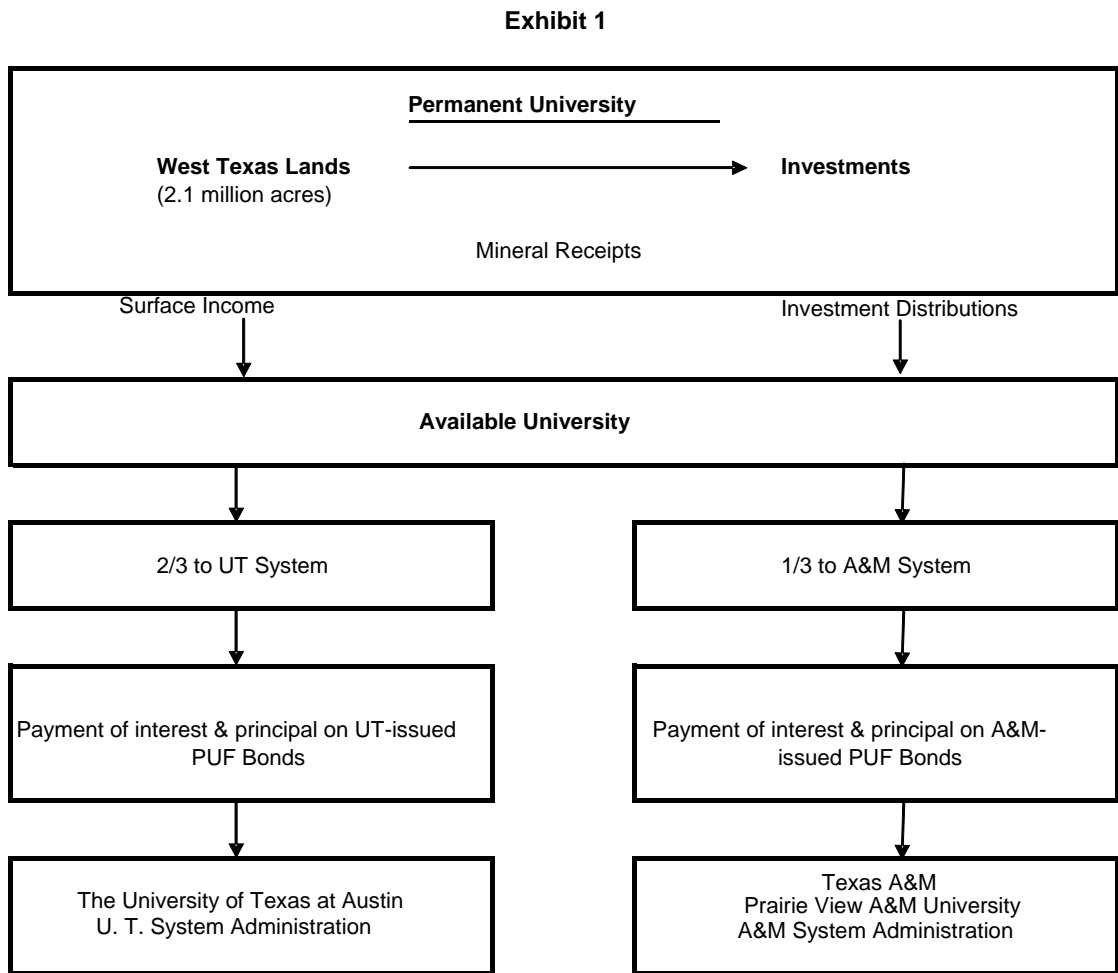 Exhibit 1
Permanent University
West Texas Lands
(2.1 million acres)
Investments
Mineral Receipts
Surface Income
Investment Distributions
Available University
2/3 to UT System
1/3 to A&M System
Payment of interest & principal on UT-issued
PUF Bonds
Payment of interest & principal on A&M-
issued PUF Bonds
The University of Texas at Austin
U. T. System Administration
Texas A&M
Prairie View A&M University
A&M System Administration